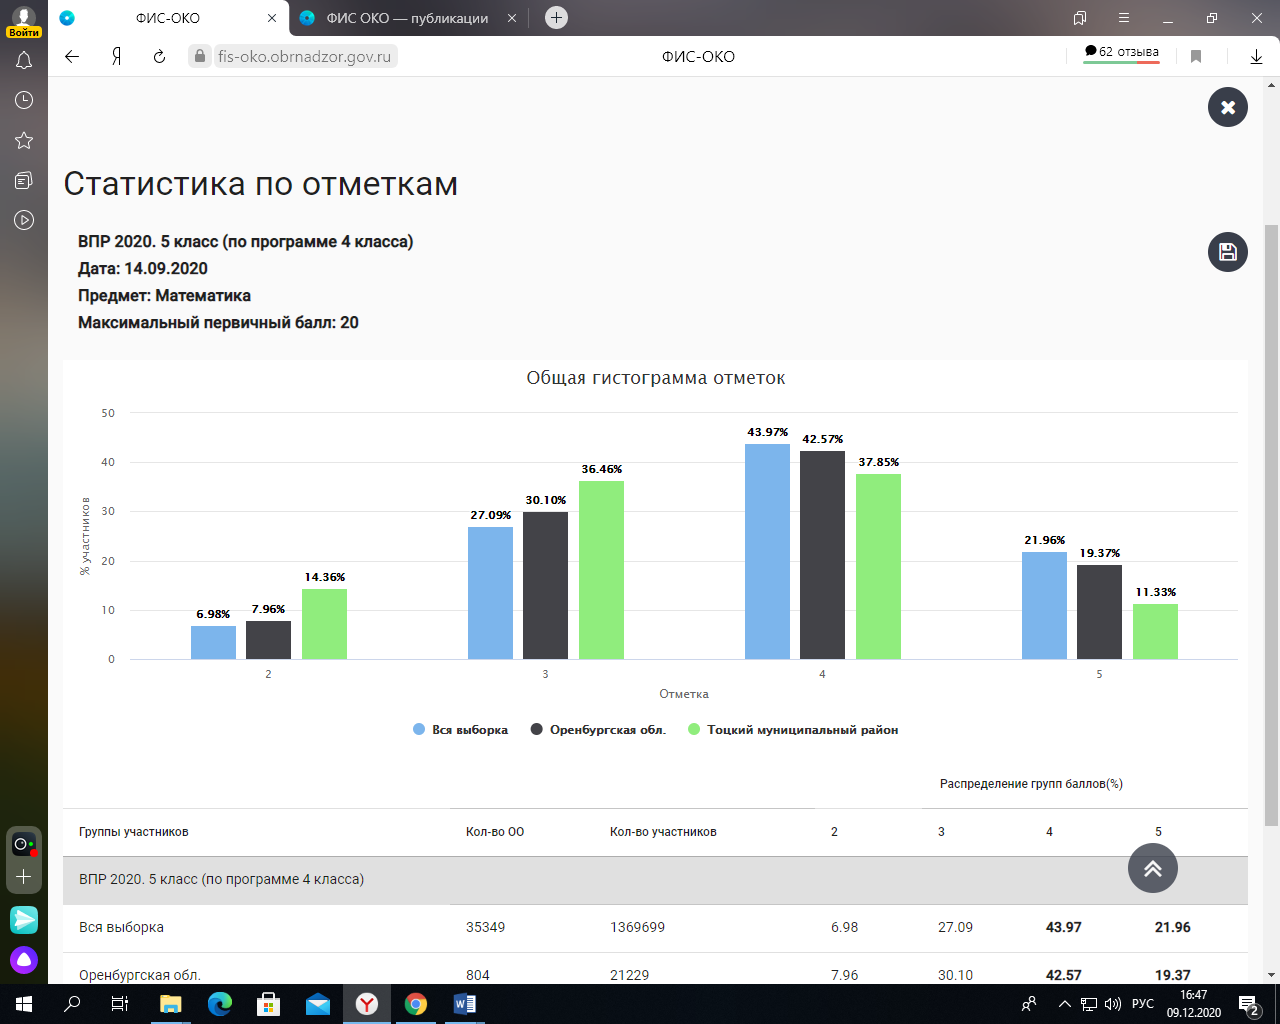 ФИС-ОКО
ФИС ОКО — публикации
Войти
fis-oko.obrnadzor.gov.ru
ФИС-ОКО
62 отзыва
Статистика по отметкам
ВПР 2020. 5 класс (по программе 4 класса)
Дата: 14.09.2020
Предмет: Математика
Максимальный первичный балл: 20
Общая гистограмма отметок
50
40
30
20
10
0
% участников
6.98% 7.96% 14.36%
27.09% 30.10% 36.46%
43.97% 42.57% 37.85%
21.96% 19.37% 11.33%
2 3 4 5
Отметка
Вся выборка Оренбургская обл. Тоцкий муниципальный район
Распределение групп баллов(%)
Группы участников Кол-во ОО Кол-во участников 2 3 4 5
ВПР 2020. 5 класс (по программе 4 класса)
Вся выборка 35349 1369699 6.98 27.09 43.97 21.96
Оренбургская обл. 804 21229 7.96 30.10 42.57 19.37
РУС
16:47
09.12.2020
2